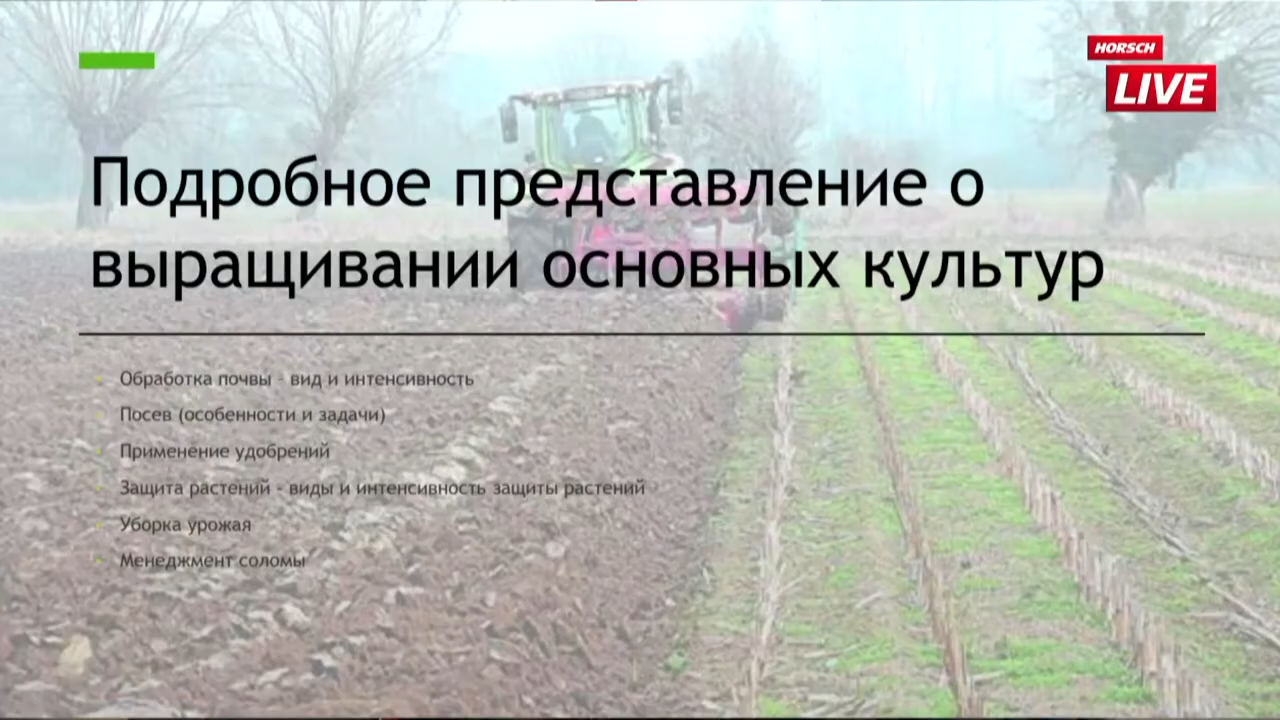 HORSCH
LIVE
Подробное представление о
выращивании основных культур
Обработка почвы - вид и интенсивность
Посев (особенности и задачи)
Применение удобрений
Защита растений - виды и интенсивность защиты растений
Уборка урожая
Менеджмент соломы